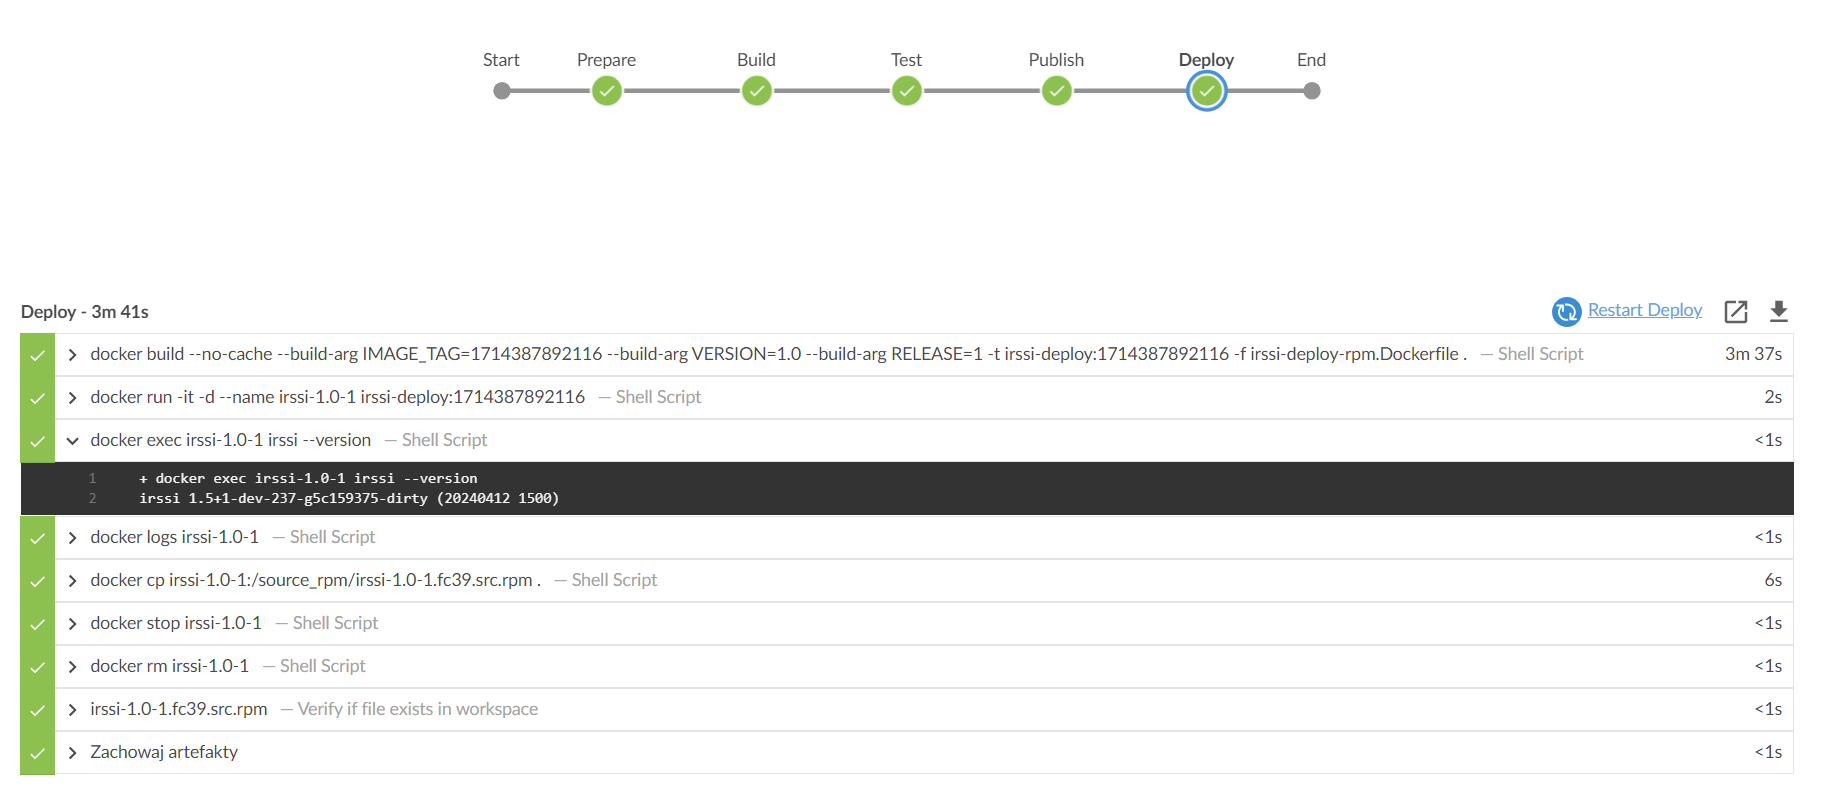 Start Prepare Build Test Publish Deploy End
Deploy - 3m 41s Restart Deploy
docker build --no-cache --build-arg IMAGE_TAG=1714387892116 --build-arg VERSION=1.0 --build-arg RELEASE=1 -t irssi-deploy:1714387892116 -f irssi-deploy-rpm.Dockerfile . — Shell Script 3m 37s
docker run -it -d --name irssi-1.0-1 irssi-deploy:1714387892116 — Shell Script 2s
docker exec irssi-1.0-1 irssi --version — Shell Script <1s
1 + docker exec irssi-1.0-1 irssi --version
2 irssi 1.5+1-dev-237-g5c159375-dirty (20240412 1500)
docker logs irssi-1.0-1 — Shell Script <1s
docker cp irssi-1.0-1:/source_rpm/irssi-1.0-1.fc39.src.rpm . — Shell Script 6s
docker stop irssi-1.0-1 — Shell Script <1s
docker rm irssi-1.0-1 — Shell Script <1s
irssi-1.0-1.fc39.src.rpm — Verify if file exists in workspace <1s
Zachowaj artefakty <1s